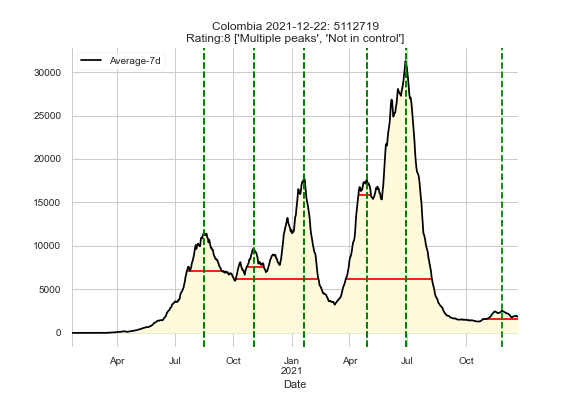 Colombia 2021-12-22: 5112719
Rating:8 ['Multiple peaks', 'Not in control']
Average-7d
30000
25000
20000
15000
10000
5000
0
Apr Jul Oct Jan Apr Jul Oct
2021
Date